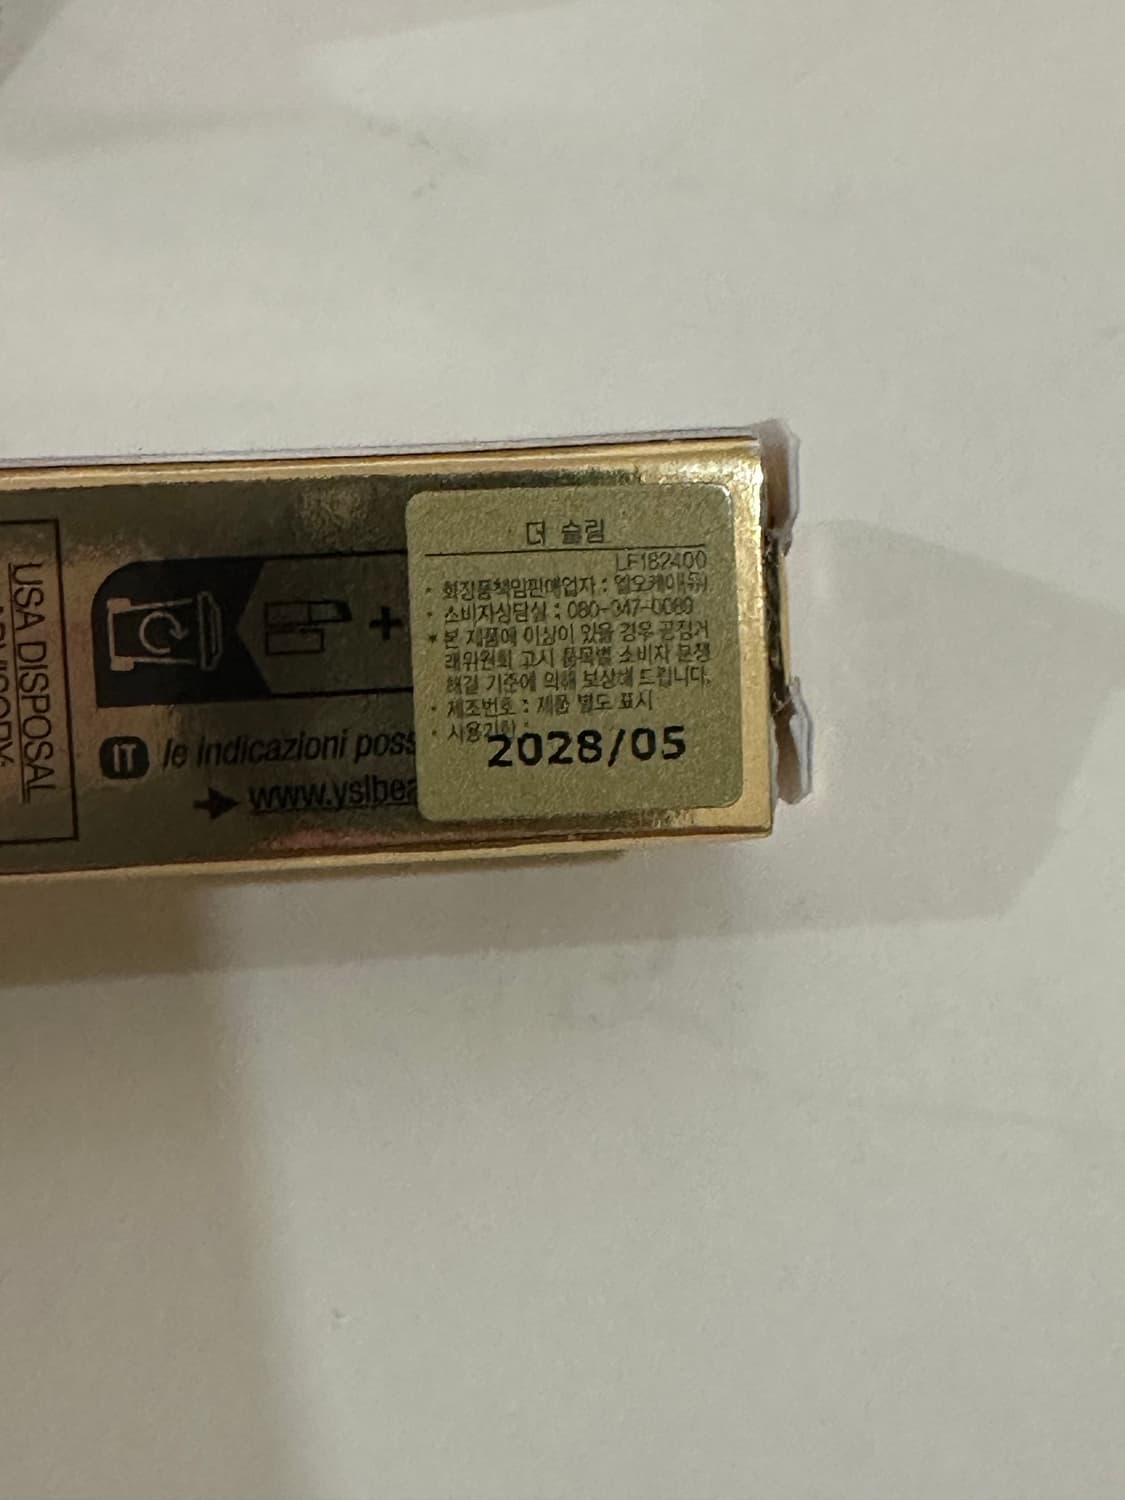 USA DISPOSAL
+
IT le indicazioni poss
www.yslbea
더 슬림
LF182400
· 화장품책임판매업자 : 엘오케이(유)
· 소비자상담실 : 080-347-0089
* 본 제품에 이상이 있을 경우 공정거
래위원회 고시 품목별 소비자 분쟁
해결 기준에 의해 보상해 드립니다.
· 제조번호 : 제품 별도 표시
· 사용기한 :
2028/05